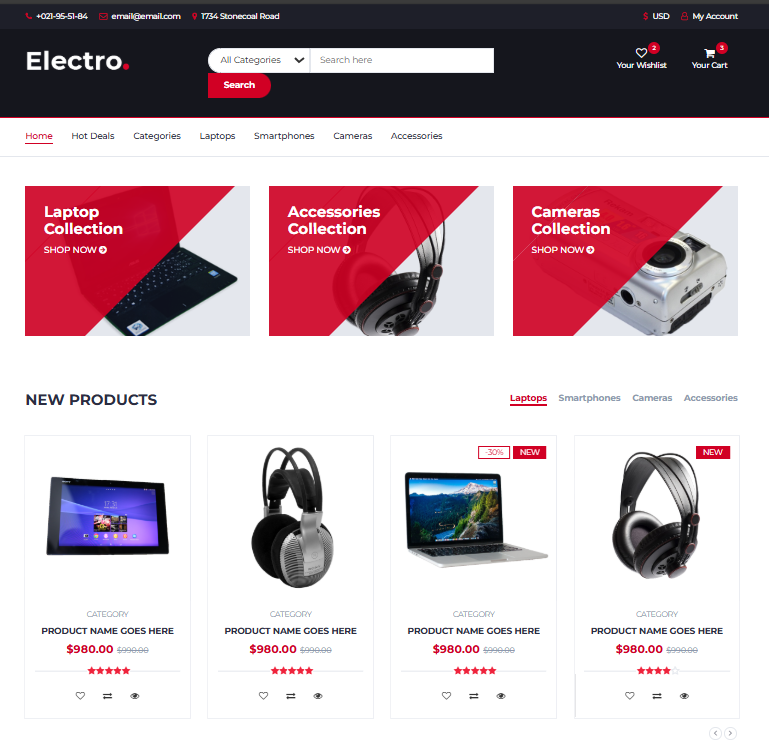 +021-95-51-84 email@email.com 1734 Stonecoal Road $ USD My Account
Electro.
All Categories Search here
Search
2
Your Wishlist
3
Your Cart
Home Hot Deals Categories Laptops Smartphones Cameras Accessories
Laptop
Collection
SHOP NOW
Accessories
Collection
SHOP NOW
Cameras
Collection
SHOP NOW
NEW PRODUCTS
Laptops Smartphones Cameras Accessories
-30% NEW
NEW
CATEGORY
PRODUCT NAME GOES HERE
$980.00 $990.00
CATEGORY
PRODUCT NAME GOES HERE
$980.00 $990.00
CATEGORY
PRODUCT NAME GOES HERE
$980.00 $990.00
CATEGORY
PRODUCT NAME GOES HERE
$980.00 $990.00